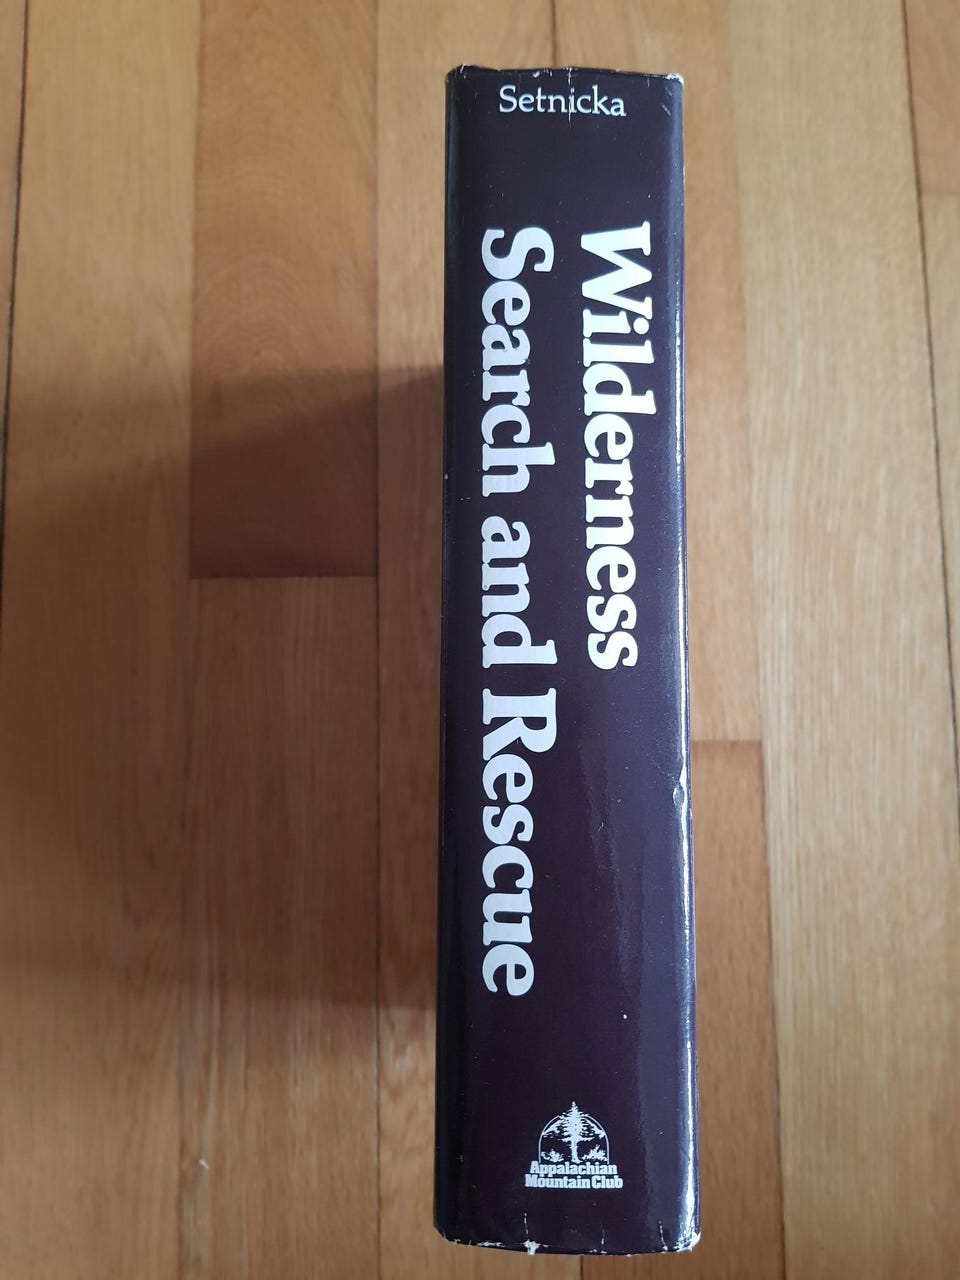 Setnicka
Wilderness
Search and Rescue
Appalachian
Mountain Club